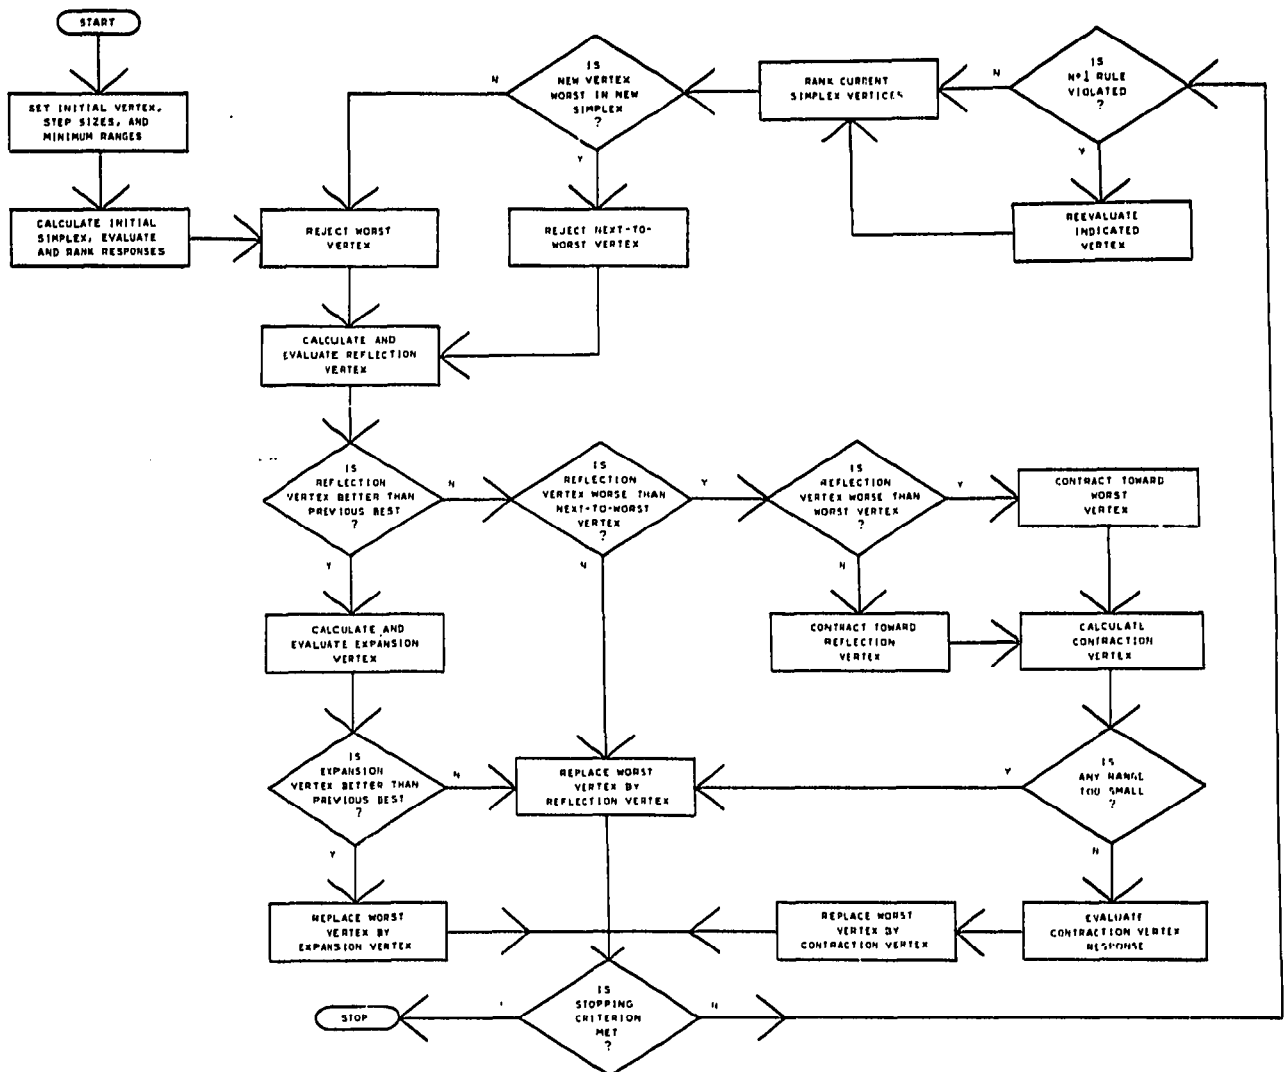 START
SET INITIAL VERTEX,
STEP SIZES, AND
MINIMUM RANGES
CALCULATE INITIAL
SIMPLEX, EVALUATE
AND RANK RESPONSES
IS
NEW VERTEX
WORST IN NEW
SIMPLEX
?
N
Y
RANK CURRENT
SIMPLEX VERTICES
IS
N+1 RULE
VIOLATED
?
N
Y
REEVALUATE
INDICATED
VERTEX
REJECT WORST
VERTEX
REJECT NEXT-TO-
WORST VERTEX
CALCULATE AND
EVALUATE REFLECTION
VERTEX
IS
REFLECTION
VERTEX BETTER THAN
PREVIOUS BEST
?
N
Y
IS
REFLECTION
VERTEX WORSE THAN
NEXT-TO-WORST
VERTEX
?
Y
N
IS
REFLECTION
VERTEX WORSE THAN
WORST VERTEX
?
Y
N
CONTRACT TOWARD
WORST
VERTEX
CALCULATE AND
EVALUATE EXPANSION
VERTEX
CONTRACT TOWARD
REFLECTION
VERTEX
CALCULATE
CONTRACTION
VERTEX
IS
EXPANSION
VERTEX BETTER THAN
PREVIOUS BEST
?
N
Y
REPLACE WORST
VERTEX BY
REFLECTION VERTEX
IS
ANY RANGE
TOO SMALL
?
Y
N
REPLACE WORST
VERTEX BY
EXPANSION VERTEX
REPLACE WORST
VERTEX BY
CONTRACTION VERTEX
EVALUATE
CONTRACTION VERTEX
RESPONSE
IS
STOPPING
CRITERION
MET
?
N
STOP